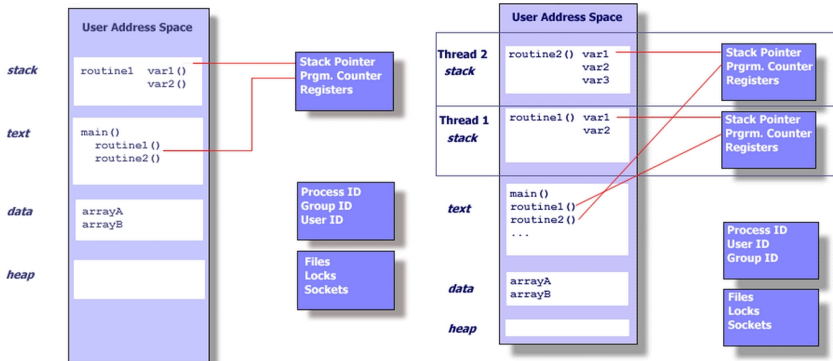 User Address Space
stack
routine1 var1()
var2()
Stack Pointer
Prgrm. Counter
Registers
text
main()
routine1()
routine2()
data
arrayA
arrayB
Process ID
Group ID
User ID
heap
Files
Locks
Sockets
User Address Space
Thread 2
stack
routine2() var1
var2
var3
Stack Pointer
Prgrm. Counter
Registers
Thread 1
stack
routine1() var1
var2
Stack Pointer
Prgrm. Counter
Registers
text
main()
routine1()
routine2()
...
Process ID
User ID
Group ID
data
arrayA
arrayB
Files
Locks
Sockets
heap